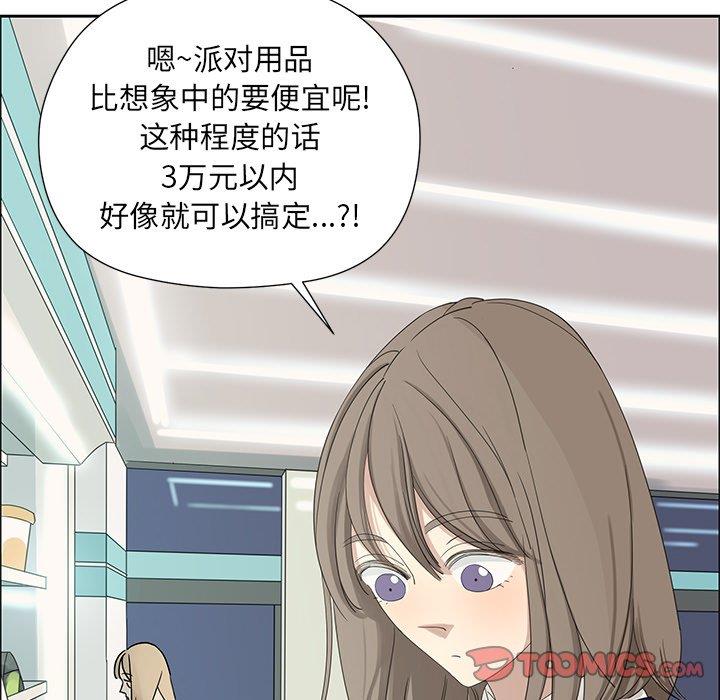 嗯~派对用品
比想象中的要便宜呢!
这种程度的话
3万元以内
好像就可以搞定...?!
TOOMICS.COM